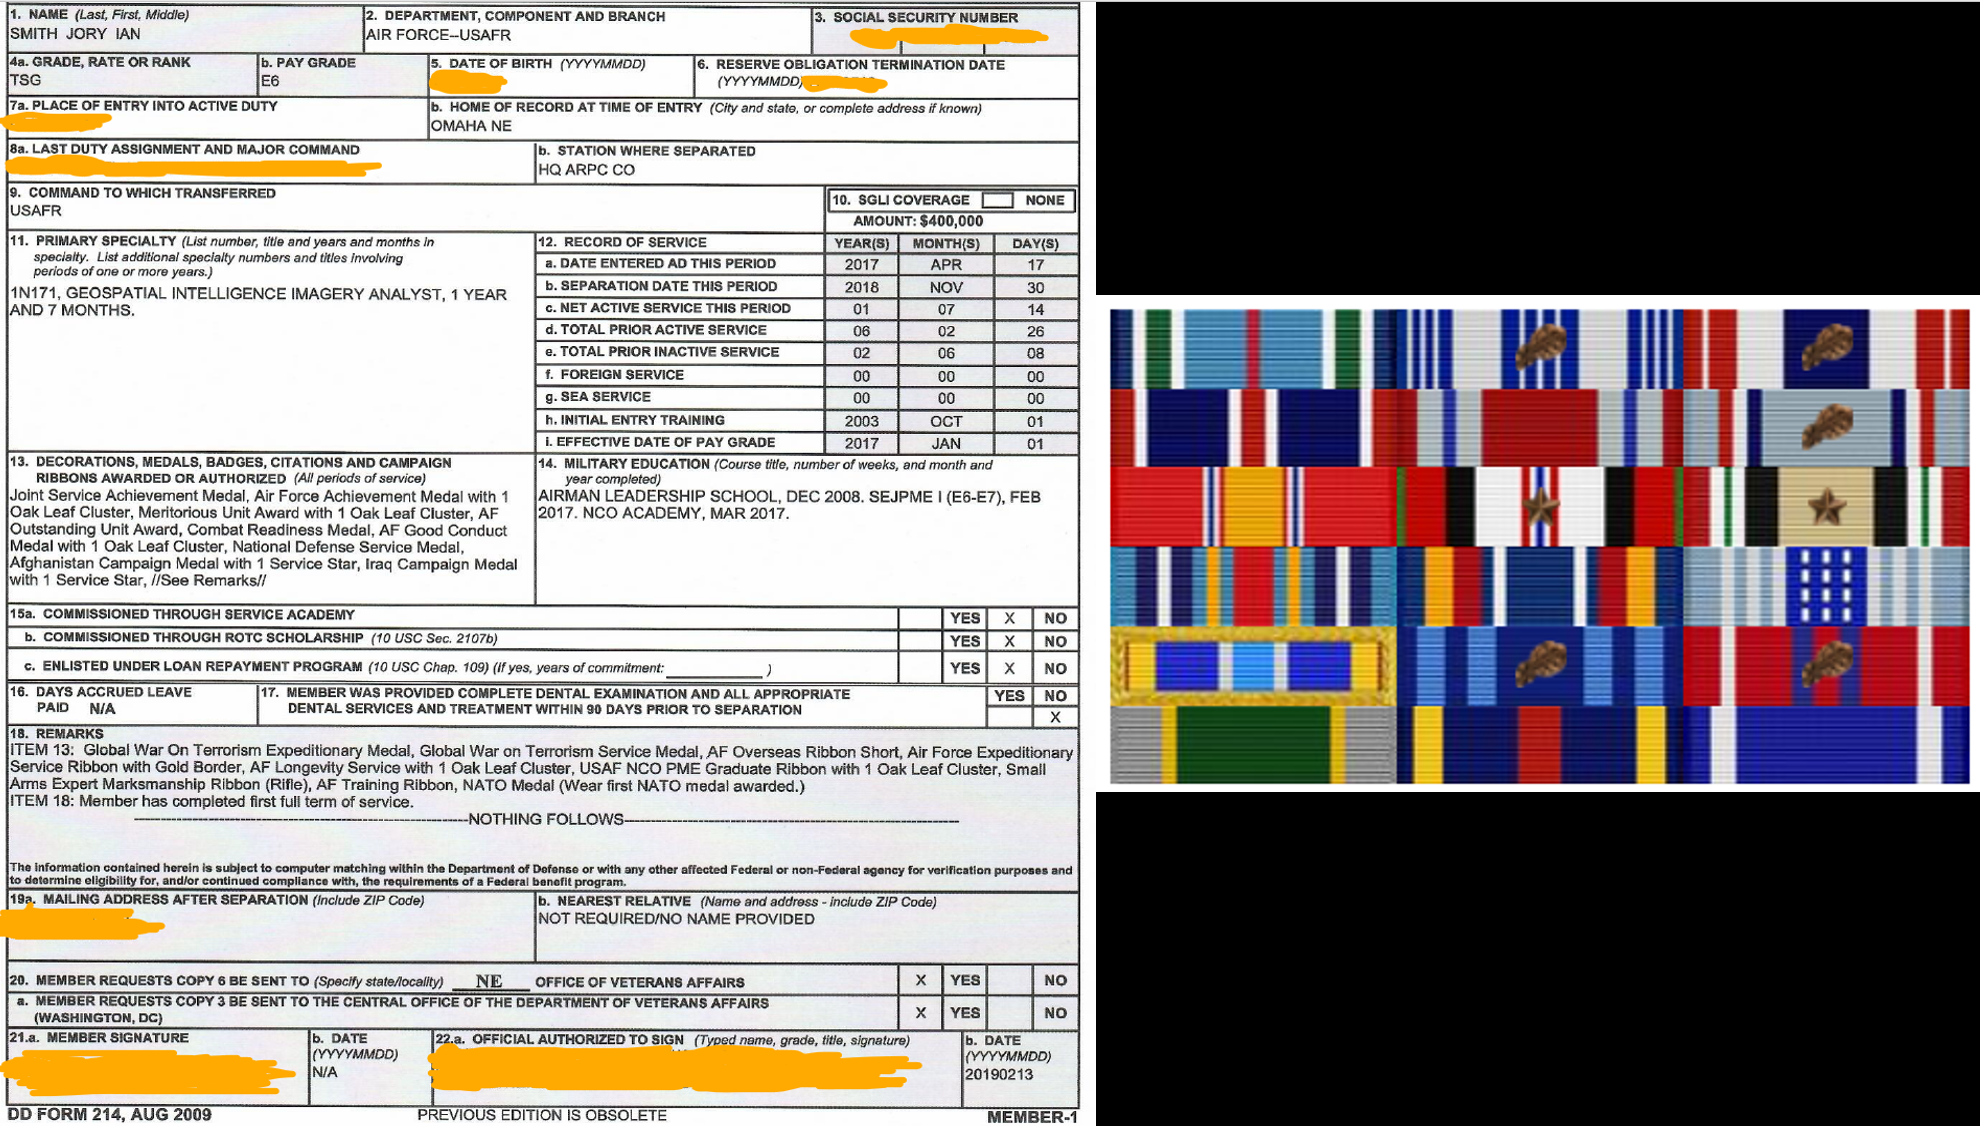 1. NAME (Last, First, Middle)
SMITH JORY IAN
2. DEPARTMENT, COMPONENT AND BRANCH
AIR FORCE--USAFR
3. SOCIAL SECURITY NUMBER
4a. GRADE, RATE OR RANK
TSG
b. PAY GRADE
E6
5. DATE OF BIRTH (YYYYMMDD)
6. RESERVE OBLIGATION TERMINATION DATE
(YYYYMMDD)
7a. PLACE OF ENTRY INTO ACTIVE DUTY
b. HOME OF RECORD AT TIME OF ENTRY (City and state, or complete address if known)
OMAHA NE
8a. LAST DUTY ASSIGNMENT AND MAJOR COMMAND
b. STATION WHERE SEPARATED
HQ ARPC CO
9. COMMAND TO WHICH TRANSFERRED
USAFR
10. SGLI COVERAGE NONE
AMOUNT: $400,000
11. PRIMARY SPECIALTY (List number, title and years and months in
specialty. List additional specialty numbers and titles involving
periods of one or more years.)
1N171, GEOSPATIAL INTELLIGENCE IMAGERY ANALYST, 1 YEAR
AND 7 MONTHS.
12. RECORD OF SERVICE YEAR(S) MONTH(S) DAY(S)
a. DATE ENTERED AD THIS PERIOD 2017 APR 17
b. SEPARATION DATE THIS PERIOD 2018 NOV 30
c. NET ACTIVE SERVICE THIS PERIOD 01 07 14
d. TOTAL PRIOR ACTIVE SERVICE 06 02 26
e. TOTAL PRIOR INACTIVE SERVICE 02 06 08
f. FOREIGN SERVICE 00 00 00
g. SEA SERVICE 00 00 00
h. INITIAL ENTRY TRAINING 2003 OCT 01
i. EFFECTIVE DATE OF PAY GRADE 2017 JAN 01
13. DECORATIONS, MEDALS, BADGES, CITATIONS AND CAMPAIGN
RIBBONS AWARDED OR AUTHORIZED (All periods of service)
Joint Service Achievement Medal, Air Force Achievement Medal with 1
Oak Leaf Cluster, Meritorious Unit Award with 1 Oak Leaf Cluster, AF
Outstanding Unit Award, Combat Readiness Medal, AF Good Conduct
Medal with 1 Oak Leaf Cluster, National Defense Service Medal,
Afghanistan Campaign Medal with 1 Service Star, Iraq Campaign Medal
with 1 Service Star, //See Remarks//
14. MILITARY EDUCATION (Course title, number of weeks, and month and
year completed)
AIRMAN LEADERSHIP SCHOOL, DEC 2008. SEJPME I (E6-E7), FEB
2017. NCO ACADEMY, MAR 2017.
15a. COMMISSIONED THROUGH SERVICE ACADEMY YES X NO
b. COMMISSIONED THROUGH ROTC SCHOLARSHIP (10 USC Sec. 2107b) YES X NO
c. ENLISTED UNDER LOAN REPAYMENT PROGRAM (10 USC Chap. 109) (If yes, years of commitment: ) YES X NO
16. DAYS ACCRUED LEAVE
PAID N/A
17. MEMBER WAS PROVIDED COMPLETE DENTAL EXAMINATION AND ALL APPROPRIATE
DENTAL SERVICES AND TREATMENT WITHIN 90 DAYS PRIOR TO SEPARATION
YES NO
X
18. REMARKS
ITEM 13: Global War On Terrorism Expeditionary Medal, Global War on Terrorism Service Medal, AF Overseas Ribbon Short, Air Force Expeditionary
Service Ribbon with Gold Border, AF Longevity Service with 1 Oak Leaf Cluster, USAF NCO PME Graduate Ribbon with 1 Oak Leaf Cluster, Small
Arms Expert Marksmanship Ribbon (Rifle), AF Training Ribbon, NATO Medal (Wear first NATO medal awarded.)
ITEM 18: Member has completed first full term of service.
NOTHING FOLLOWS
The information contained herein is subject to computer matching within the Department of Defense or with any other affected Federal or non-Federal agency for verification purposes and
to determine eligibility for, and/or continued compliance with, the requirements of a Federal benefit program.
19a. MAILING ADDRESS AFTER SEPARATION (Include ZIP Code)
b. NEAREST RELATIVE (Name and address - include ZIP Code)
NOT REQUIRED/NO NAME PROVIDED
20. MEMBER REQUESTS COPY 6 BE SENT TO (Specify state/locality) NE OFFICE OF VETERANS AFFAIRS X YES NO
a. MEMBER REQUESTS COPY 3 BE SENT TO THE CENTRAL OFFICE OF THE DEPARTMENT OF VETERANS AFFAIRS
(WASHINGTON, DC) X YES NO
21.a. MEMBER SIGNATURE
b. DATE
(YYYYMMDD)
N/A
22.a. OFFICIAL AUTHORIZED TO SIGN (Typed name, grade, title, signature)
b. DATE
(YYYYMMDD)
20190213
DD FORM 214, AUG 2009
PREVIOUS EDITION IS OBSOLETE
MEMBER-1